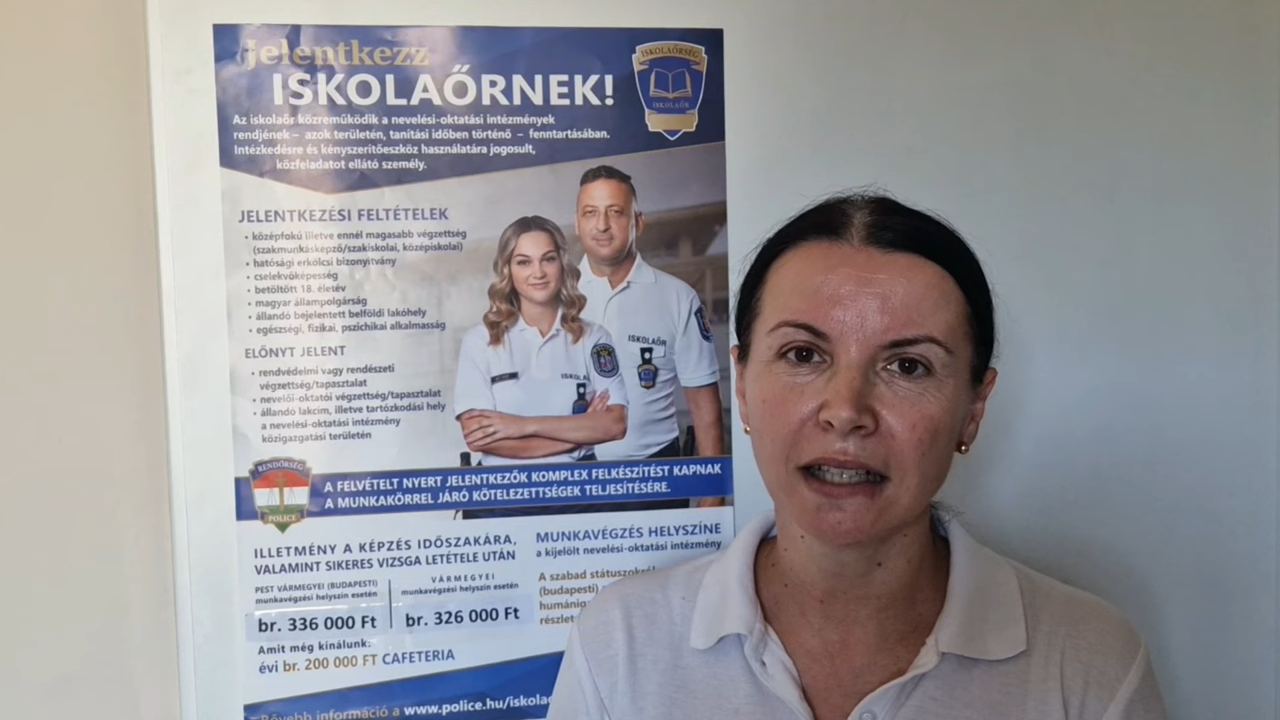 Jelentkezz
ISKOLAŐRNEK!
ISKOLAŐRSÉG
ISKOLAŐR
Az iskolaőr közreműködik a nevelési-oktatási intézmények
rendjének – azok területén, tanítási időben történő – fenntartásában.
Intézkedésre és kényszerítőeszköz használatára jogosult,
közfeladatot ellátó személy.
JELENTKEZÉSI FELTÉTELEK
• középfokú illetve ennél magasabb végzettség
(szakmunkásképző/szakiskolai, középiskolai)
• hatósági erkölcsi bizonyítvány
• cselekvőképesség
• betöltött 18. életév
• magyar állampolgárság
• állandó bejelentett belföldi lakóhely
• egészségi, fizikai, pszichikai alkalmasság
ELŐNYT JELENT
• rendvédelmi vagy rendészeti
végzettség/tapasztalat
• nevelői-oktatói végzettség/tapasztalat
• állandó lakcím, illetve tartózkodási hely
a nevelési-oktatási intézmény
közigazgatási területén
ISKOLA
ISKOLAŐR
RENDŐRSÉG
POLICE
A FELVÉTELT NYERT JELENTKEZŐK KOMPLEX FELKÉSZÍTÉST KAPNAK
A MUNKAKÖRREL JÁRÓ KÖTELEZETTSÉGEK TELJESÍTÉSÉRE.
ILLETMÉNY A KÉPZÉS IDŐSZAKÁRA,
VALAMINT SIKERES VIZSGA LETÉTELE UTÁN
PEST VÁRMEGYEI (BUDAPESTI)
munkavégzési helyszín esetén
br. 336 000 Ft
VÁRMEGYEI
munkavégzési helyszín esetén
br. 326 000 Ft
Amit még kínálunk:
évi br. 200 000 FT CAFETERIA
MUNKAVÉGZÉS HELYSZÍNE
a kijelölt nevelési-oktatási intézmény
A szabad státuszokról
(budapesti)
humánig
részlet
Bővebb információ a www.police.hu/iskola